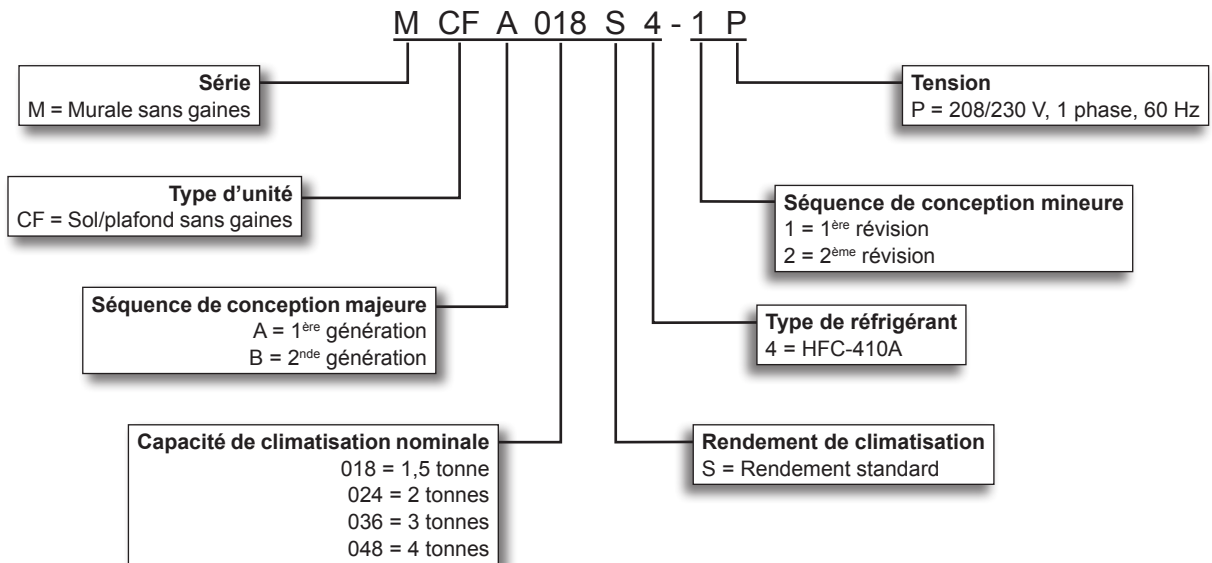 M CF A 018 S 4 - 1 P
Série
M = Murale sans gaines
Tension
P = 208/230 V, 1 phase, 60 Hz
Type d’unité
CF = Sol/plafond sans gaines
Séquence de conception mineure
1 = 1ère révision
2 = 2ème révision
Séquence de conception majeure
A = 1ère génération
B = 2nde génération
Type de réfrigérant
4 = HFC-410A
Capacité de climatisation nominale
018 = 1,5 tonne
024 = 2 tonnes
036 = 3 tonnes
048 = 4 tonnes
Rendement de climatisation
S = Rendement standard